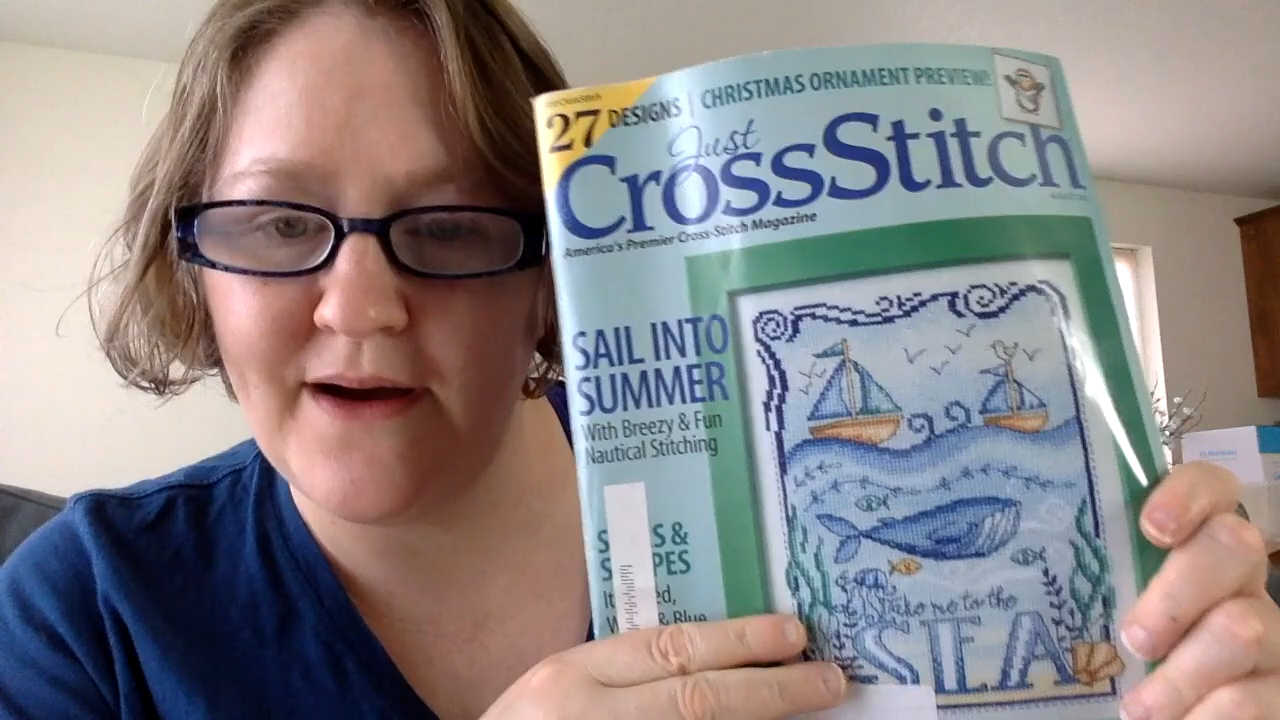 27 DESIGNS | CHRISTMAS ORNAMENT PREVIEW!
Just
CrossStitch
America's Premier Cross-Stitch Magazine
SAIL INTO
SUMMER
With Breezy & Fun
Nautical Stitching
&
Blue
Take me to the
SEA